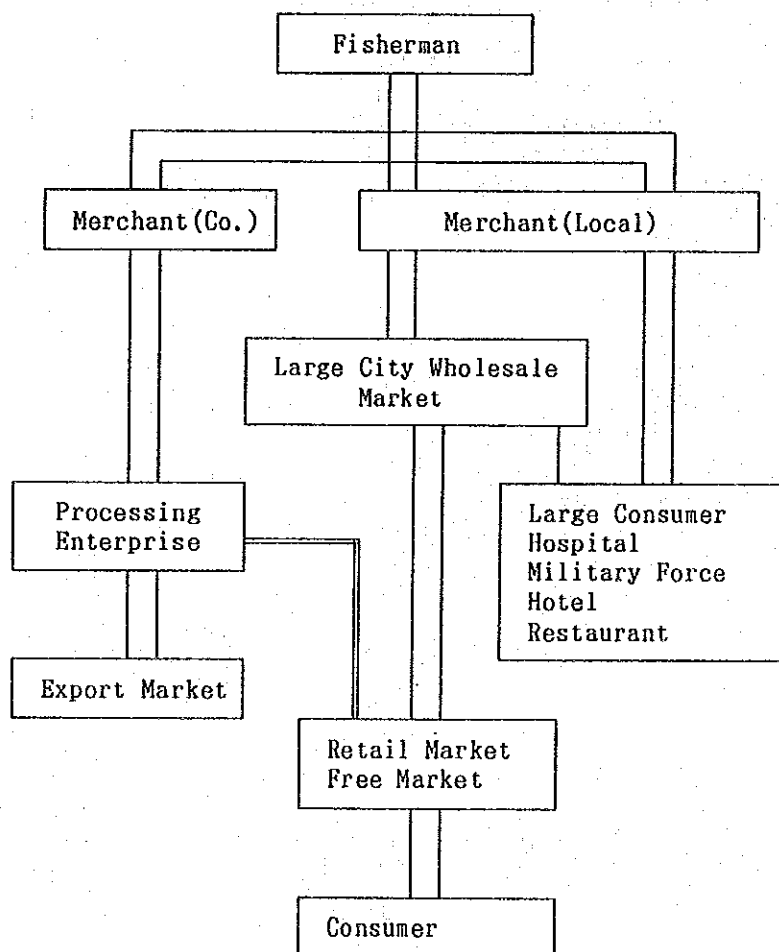 Fisherman
Merchant(Co.)
Merchant(Local)
Large City Wholesale
Market
Processing
Enterprise
Large Consumer
Hospital
Military Force
Hotel
Restaurant
Export Market
Retail Market
Free Market
Consumer